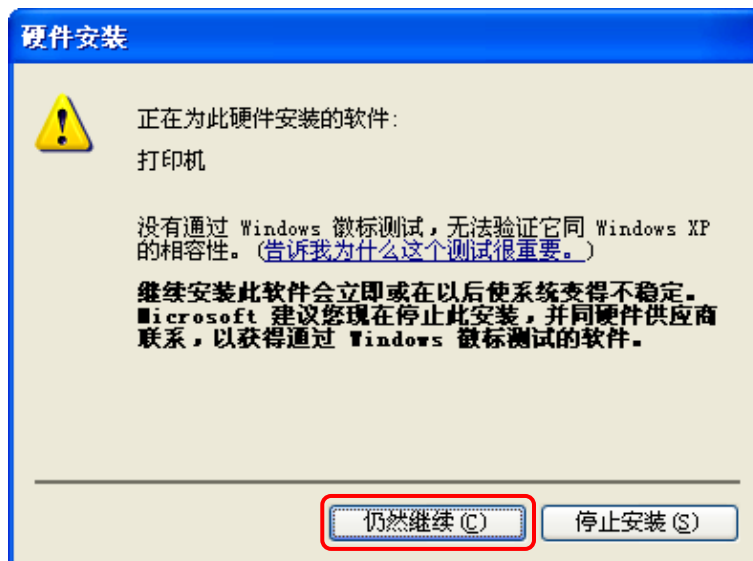 硬件安装
正在为此硬件安装的软件:
打印机
没有通过 Windows 徽标测试，无法验证它同 Windows XP
的相容性。(告诉我为什么这个测试很重要。)
继续安装此软件会立即或在以后使系统变得不稳定。
Microsoft 建议您现在停止此安装，并同硬件供应商
联系，以获得通过 Windows 徽标测试的软件。
仍然继续(C) 停止安装(S)